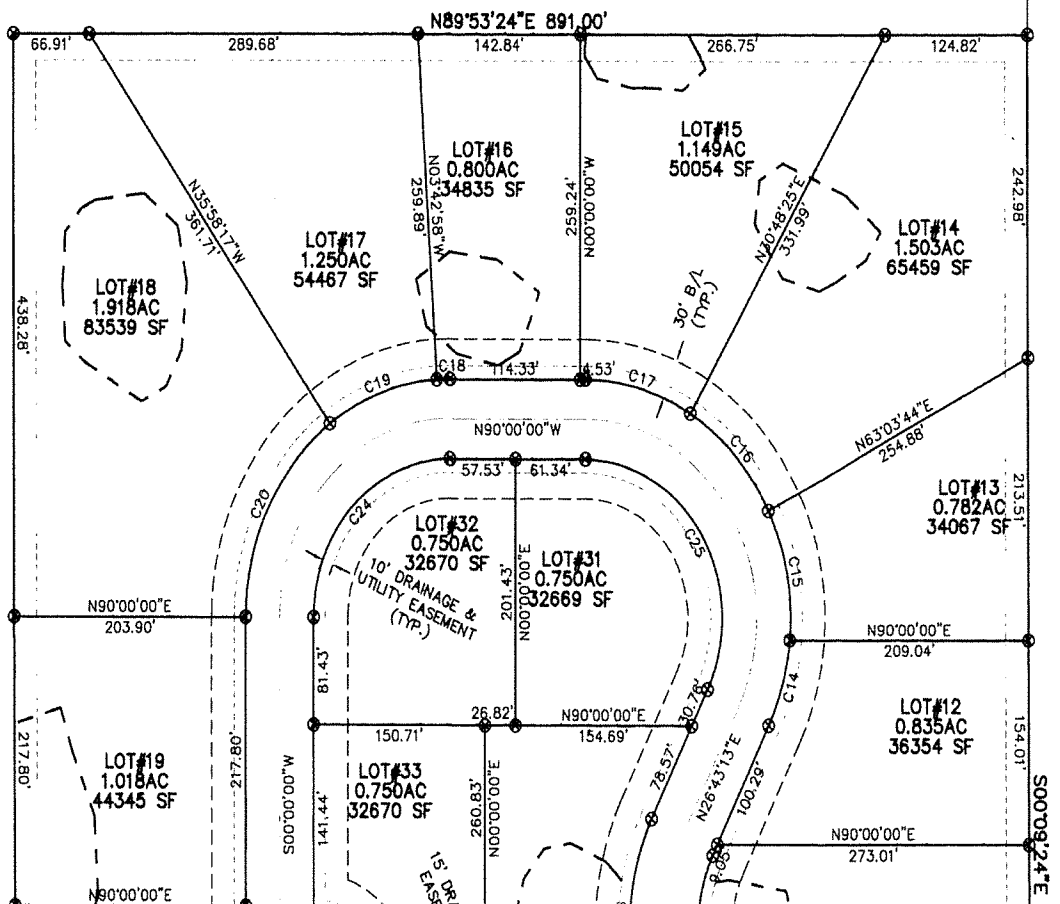 N89°53'24"E 891.00'
66.91'
289.68'
142.84'
266.75'
124.82'
LOT#15
1.149AC
50054 SF
LOT#16
0.800AC
34835 SF
N03°42'58"W
259.89'
259.24'
N00°00'00"W
N35°58'17"W
361.71'
331.99'
242.98'
LOT#14
1.503AC
65459 SF
LOT#17
1.250AC
54467 SF
LOT#18
1.918AC
83539 SF
438.28'
30' B/L
(TYP.)
C19
C18
114.33'
4.53'
C17
N63°03'44"E
254.88'
N90°00'00"W
C16
57.53'
61.34'
C20
C24
C25
LOT#13
0.782AC
34067 SF
213.51'
LOT#32
0.750AC
32670 SF
LOT#31
0.750AC
32669 SF
201.43'
N00°00'00"E
10' DRAINAGE &
UTILITY EASEMENT
(TYP.)
C15
N90°00'00"E
203.90'
N90°00'00"E
209.04'
81.43'
30.78'
C14
26.82'
150.71'
N90°00'00"E
154.69'
LOT#12
0.835AC
36354 SF
154.01'
217.80'
LOT#19
1.018AC
44345 SF
217.80'
S00°00'00"W
141.44'
LOT#33
0.750AC
32670 SF
260.83'
N00°00'00"E
78.57'
N26°43'13"E
100.29'
9.05'
N90°00'00"E
273.01'
S00°09'24"E
15' DRA
EASE
N90°00'00"E